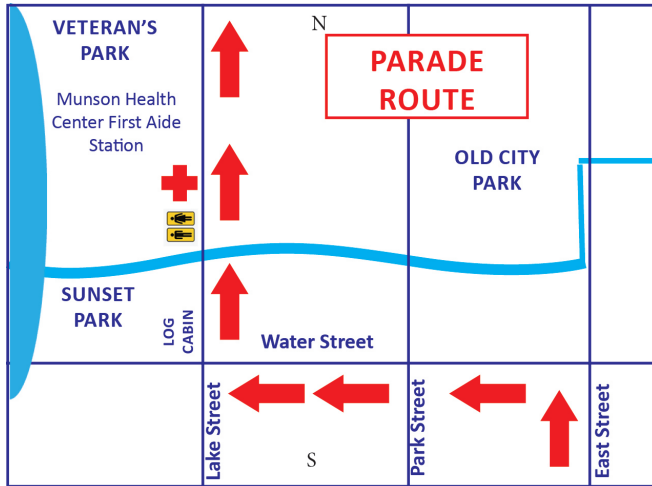 VETERAN'S
PARK
N
PARADE
ROUTE
Munson Health
Center First Aide
Station
OLD CITY
PARK
SUNSET
PARK
LOG
CABIN
Water Street
Lake Street
Park Street
East Street
S